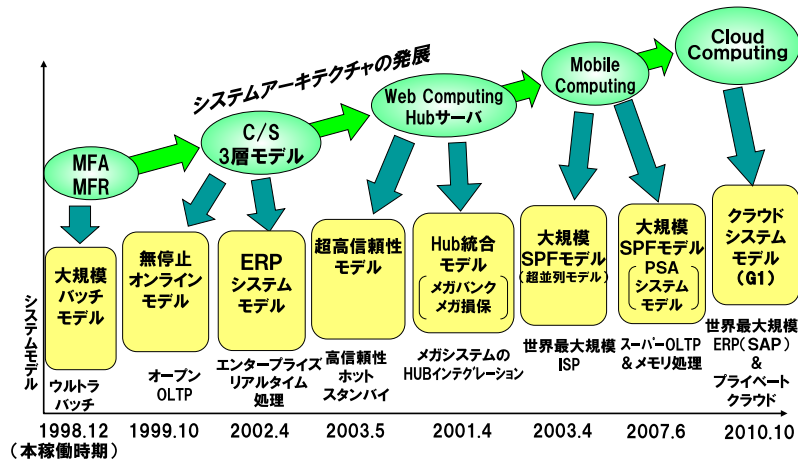 システムアーキテクチャの発展
MFA
MFR
C/S
3層モデル
Web Computing
Hubサーバ
Mobile
Computing
Cloud
Computing
システムモデル
大規模
バッチ
モデル
無停止
オンライン
モデル
ERP
システム
モデル
超高信頼性
モデル
Hub統合
モデル
メガバンク
メガ損保
大規模
SPFモデル
(超並列モデル)
大規模
SPFモデル
PSA
システム
モデル
クラウド
システム
モデル
(G1)
ウルトラ
バッチ
オープン
OLTP
エンタープライズ
リアルタイム
処理
高信頼性
ホット
スタンバイ
メガシステムの
HUBインテグレーション
世界最大規模
ISP
スーパーOLTP
&メモリ処理
世界最大規模
ERP(SAP)
&
プライベート
クラウド
1998.12
(本稼働時期)
1999.10
2002.4
2003.5
2001.4
2003.4
2007.6
2010.10